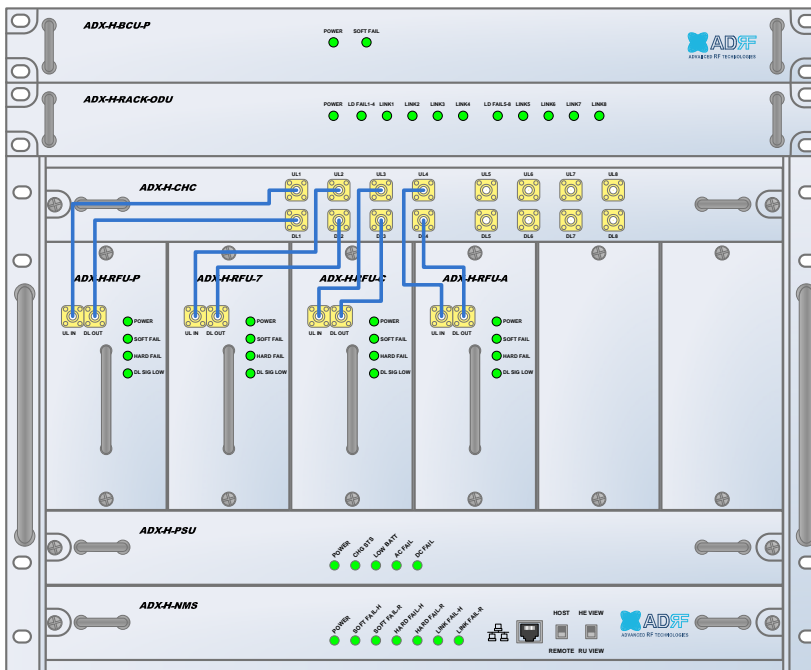 ADX-H-BCU-P
POWER SOFT FAIL
ADRF
ADVANCED RF TECHNOLOGIES
ADX-H-RACK-ODU
POWER LD FAIL1-4 LINK1 LINK2 LINK3 LINK4 LD FAIL5-8 LINK5 LINK6 LINK7 LINK8
ADX-H-CHC
UL1 UL2 UL3 UL4 UL5 UL6 UL7 UL8
DL1 DL2 DL3 DL4 DL5 DL6 DL7 DL8
ADX-H-RFU-P ADX-H-RFU-7 ADX-H-RFU-C ADX-H-RFU-A
POWER POWER POWER POWER
UL IN DL OUT UL IN DL OUT UL IN DL OUT UL IN DL OUT
SOFT FAIL SOFT FAIL SOFT FAIL SOFT FAIL
HARD FAIL HARD FAIL HARD FAIL HARD FAIL
DL SIG LOW DL SIG LOW DL SIG LOW DL SIG LOW
ADX-H-PSU
POWER CHG STS LOW BATT AC FAIL DC FAIL
ADX-H-NMS
POWER SOFT FAIL-H SOFT FAIL-R HARD FAIL-H HARD FAIL-R LINK FAIL-H LINK FAIL-R
HOST HE VIEW
REMOTE RU VIEW
ADRF
ADVANCED RF TECHNOLOGIES